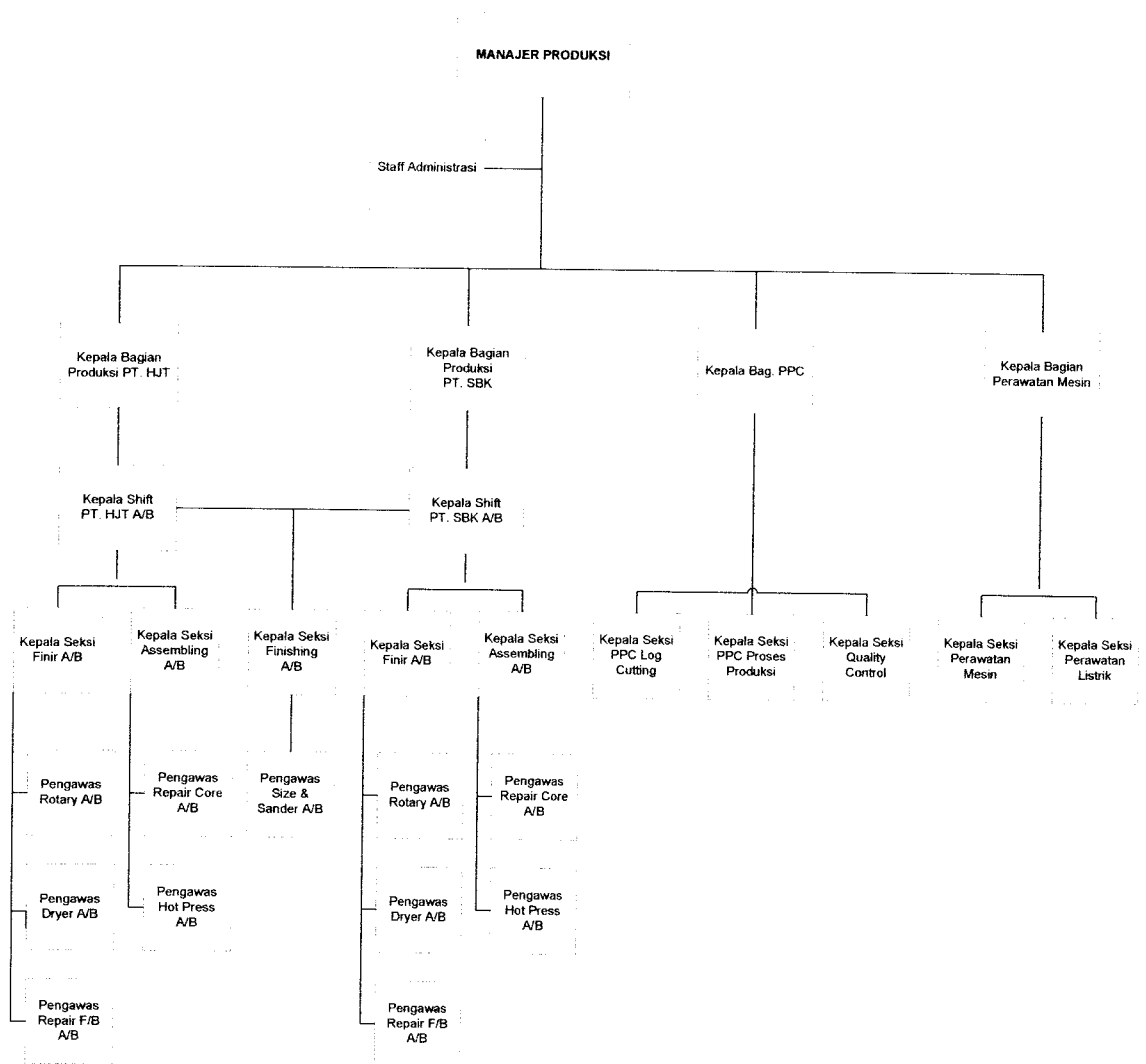 MANAJER PRODUKSI
Staff Administrasi
Kepala Bagian
Produksi PT. HJT
Kepala Bagian
Produksi
PT. SBK
Kepala Bag. PPC
Kepala Bagian
Perawatan Mesin
Kepala Shift
PT. HJT A/B
Kepala Shift
PT. SBK A/B
Kepala Seksi
Finir A/B
Kepala Seksi
Assembling
A/B
Kepala Seksi
Finishing
A/B
Kepala Seksi
Finir A/B
Kepala Seksi
Assembling
A/B
Kepala Seksi
PPC Log
Cutting
Kepala Seksi
PPC Proses
Produksi
Kepala Seksi
Quality
Control
Kepala Seksi
Perawatan
Mesin
Kepala Seksi
Perawatan
Listrik
Pengawas
Rotary A/B
Pengawas
Repair Core
A/B
Pengawas
Size &
Sander A/B
Pengawas
Rotary A/B
Pengawas
Repair Core
A/B
Pengawas
Dryer A/B
Pengawas
Hot Press
A/B
Pengawas
Dryer A/B
Pengawas
Hot Press
A/B
Pengawas
Repair F/B
A/B
Pengawas
Repair F/B
A/B